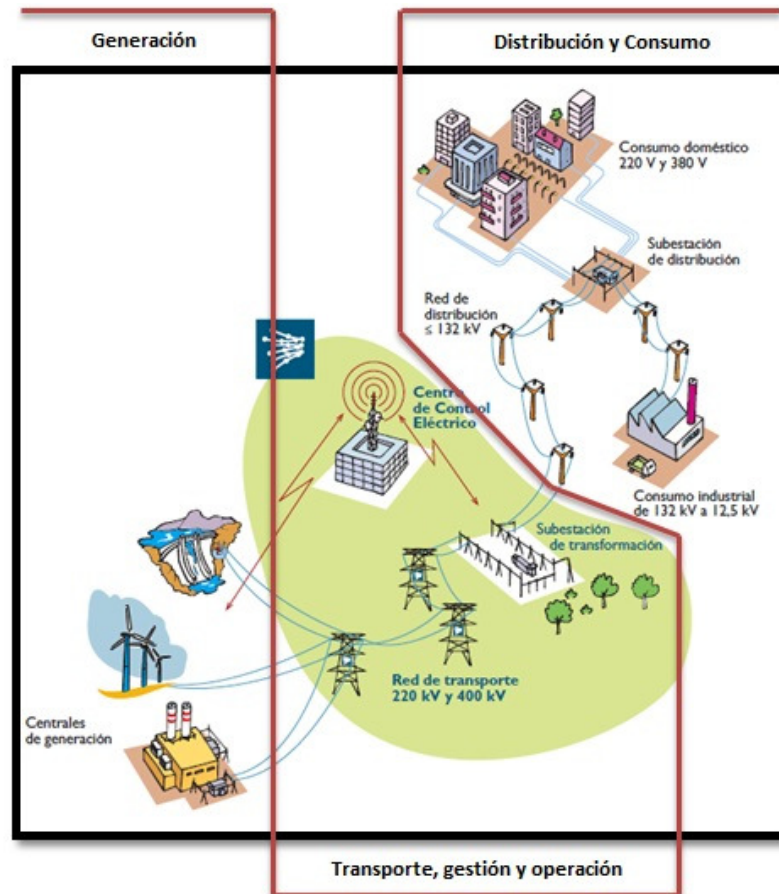 Generación
Distribución y Consumo
Consumo doméstico
220 V y 380 V
Subestación
de distribución
Red de
distribución
≤ 132 kV
Centro
de Control
Eléctrico
Consumo industrial
de 132 kV a 12,5 kV
Subestación
de transformación
Red de transporte
220 kV y 400 kV
Centrales
de generación
Transporte, gestión y operación